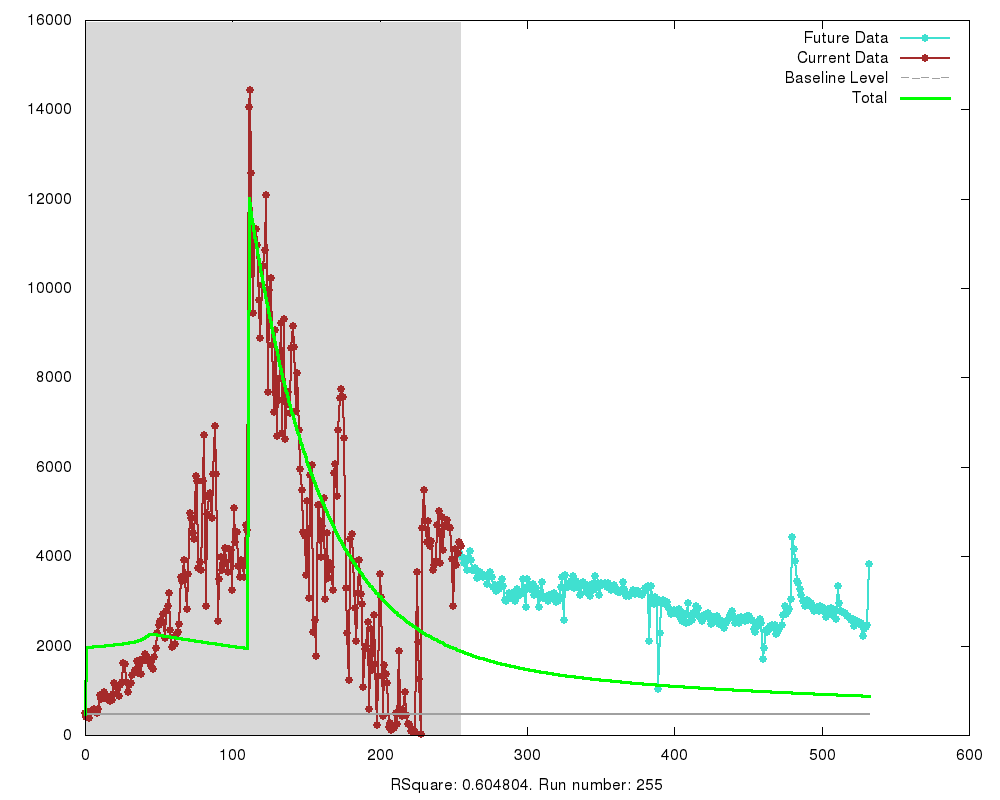 16000
14000
12000
10000
8000
6000
4000
2000
0
Future Data
Current Data
Baseline Level
Total
0 100 200 300 400 500 600
RSquare: 0.604804. Run number: 255